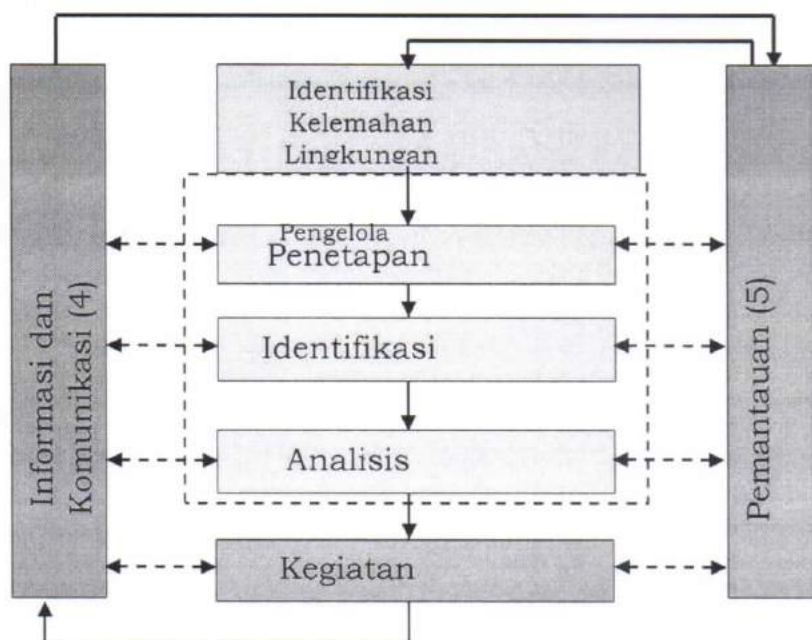 Identifikasi
Kelemahan
Lingkungan
Pengelola
Penetapan
Identifikasi
Analisis
Kegiatan
Informasi dan
Komunikasi (4)
Pemantauan (5)